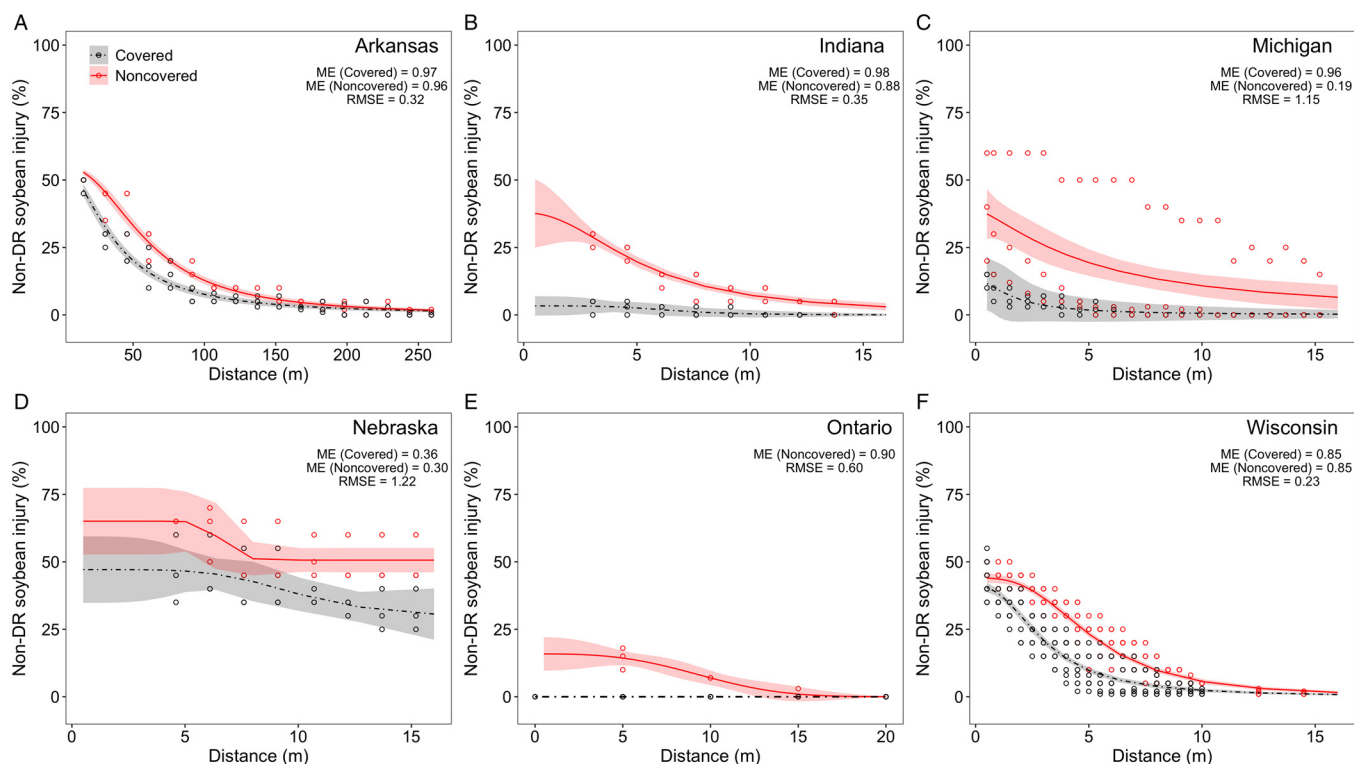 A
Arkansas
Covered
Noncovered
ME (Covered) = 0.97
ME (Noncovered) = 0.96
RMSE = 0.32
Non-DR soybean injury (%)
100
75
50
25
0
50 100 150 200 250
Distance (m)
B
Indiana
ME (Covered) = 0.98
ME (Noncovered) = 0.88
RMSE = 0.35
Non-DR soybean injury (%)
100
75
50
25
0
0 5 10 15
Distance (m)
C
Michigan
ME (Covered) = 0.96
ME (Noncovered) = 0.19
RMSE = 1.15
Non-DR soybean injury (%)
100
75
50
25
0
0 5 10 15
Distance (m)
D
Nebraska
ME (Covered) = 0.36
ME (Noncovered) = 0.30
RMSE = 1.22
Non-DR soybean injury (%)
100
75
50
25
0
0 5 10 15
Distance (m)
E
Ontario
ME (Noncovered) = 0.90
RMSE = 0.60
Non-DR soybean injury (%)
100
75
50
25
0
0 5 10 15 20
Distance (m)
F
Wisconsin
ME (Covered) = 0.85
ME (Noncovered) = 0.85
RMSE = 0.23
Non-DR soybean injury (%)
100
75
50
25
0
0 5 10 15
Distance (m)